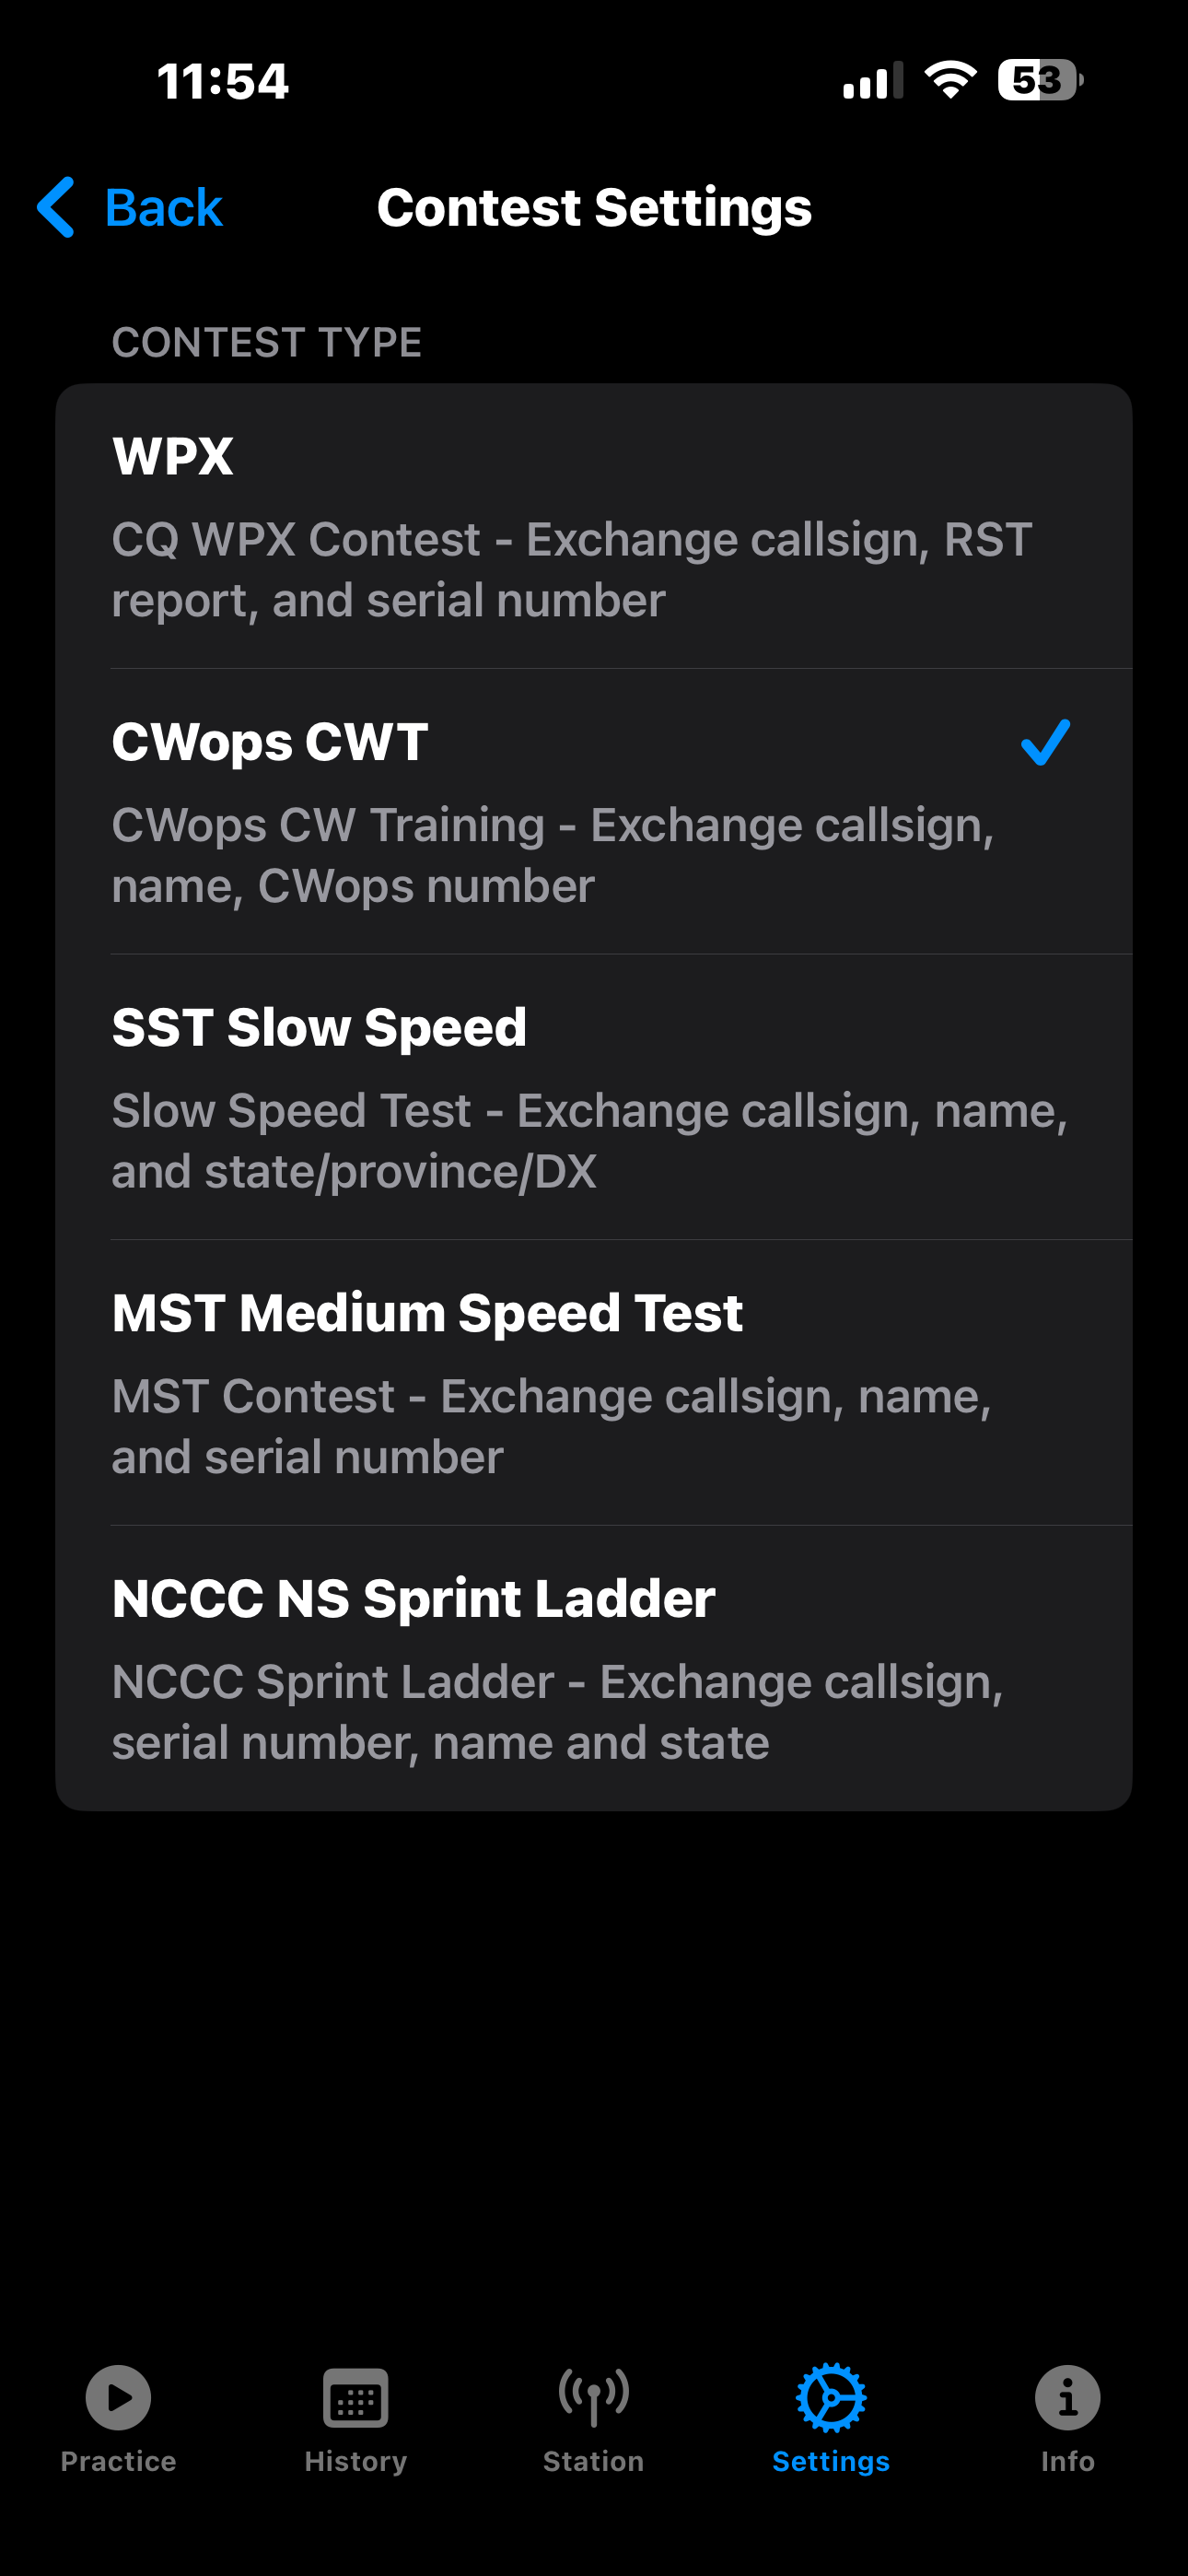 11:54
53
Back
Contest Settings
CONTEST TYPE
WPX
CQ WPX Contest - Exchange callsign, RST
report, and serial number
CWops CWT
CWops CW Training - Exchange callsign,
name, CWops number
SST Slow Speed
Slow Speed Test - Exchange callsign, name,
and state/province/DX
MST Medium Speed Test
MST Contest - Exchange callsign, name,
and serial number
NCCC NS Sprint Ladder
NCCC Sprint Ladder - Exchange callsign,
serial number, name and state
Practice
History
Station
Settings
Info